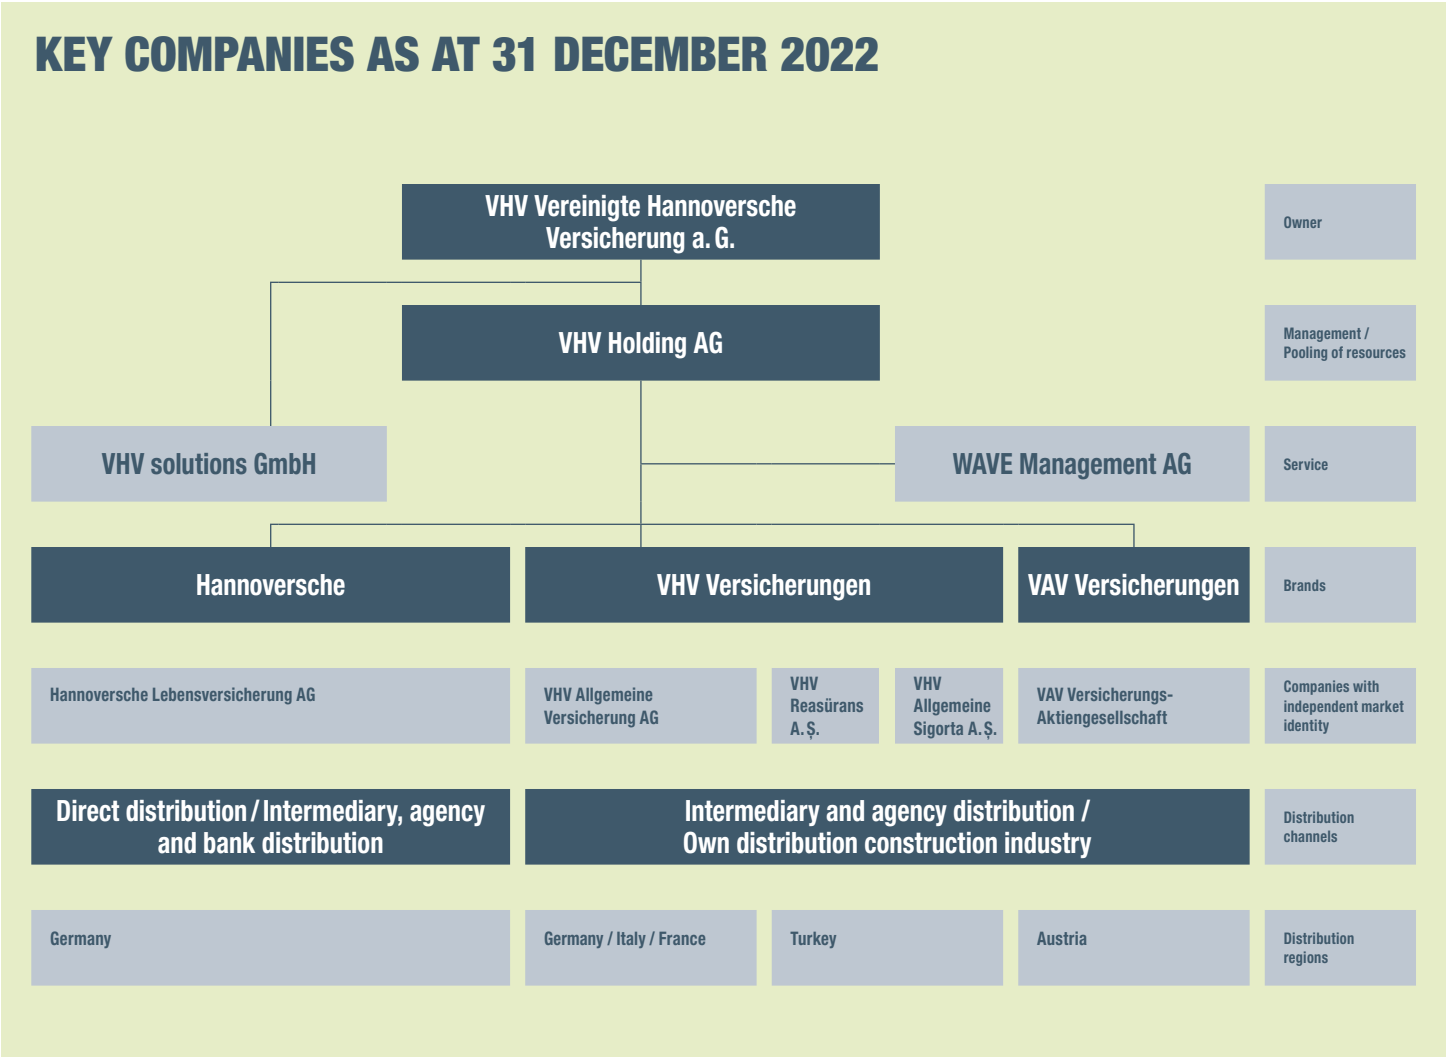 KEY COMPANIES AS AT 31 DECEMBER 2022
VHV Vereinigte Hannoversche
Versicherung a. G.
Owner
VHV Holding AG
Management /
Pooling of resources
VHV solutions GmbH
WAVE Management AG
Service
Hannoversche
VHV Versicherungen
VAV Versicherungen
Brands
Hannoversche Lebensversicherung AG
VHV Allgemeine
Versicherung AG
VHV
Reasürans
A. Ş.
VHV
Allgemeine
Sigorta A. Ş.
VAV Versicherungs-
Aktiengesellschaft
Companies with
independent market
identity
Direct distribution / Intermediary, agency
and bank distribution
Intermediary and agency distribution /
Own distribution construction industry
Distribution
channels
Germany
Germany / Italy / France
Turkey
Austria
Distribution
regions